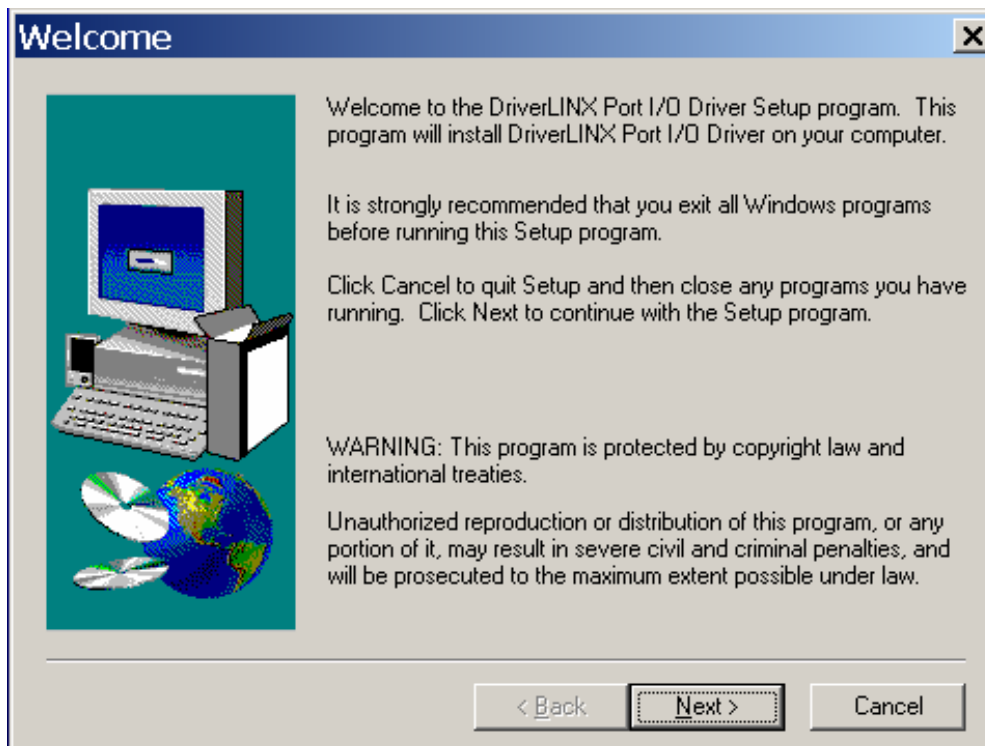 Welcome
Welcome to the DriverLINX Port I/O Driver Setup program. This
program will install DriverLINX Port I/O Driver on your computer.
It is strongly recommended that you exit all Windows programs
before running this Setup program.
Click Cancel to quit Setup and then close any programs you have
running. Click Next to continue with the Setup program.
WARNING: This program is protected by copyright law and
international treaties.
Unauthorized reproduction or distribution of this program, or any
portion of it, may result in severe civil and criminal penalties, and
will be prosecuted to the maximum extent possible under law.
< Back
Next >
Cancel